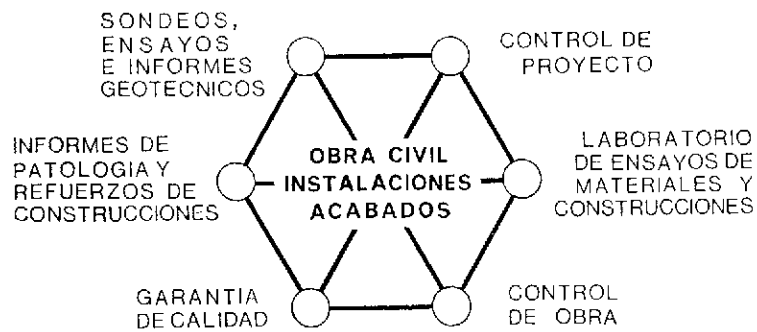 SONDEOS,
ENSAYOS
E INFORMES
GEOTECNICOS
CONTROL DE
PROYECTO
INFORMES DE
PATOLOGIA Y
REFUERZOS DE
CONSTRUCCIONES
OBRA CIVIL
INSTALACIONES
ACABADOS
LABORATORIO
DE ENSAYOS DE
MATERIALES Y
CONSTRUCCIONES
GARANTIA
DE CALIDAD
CONTROL
DE OBRA